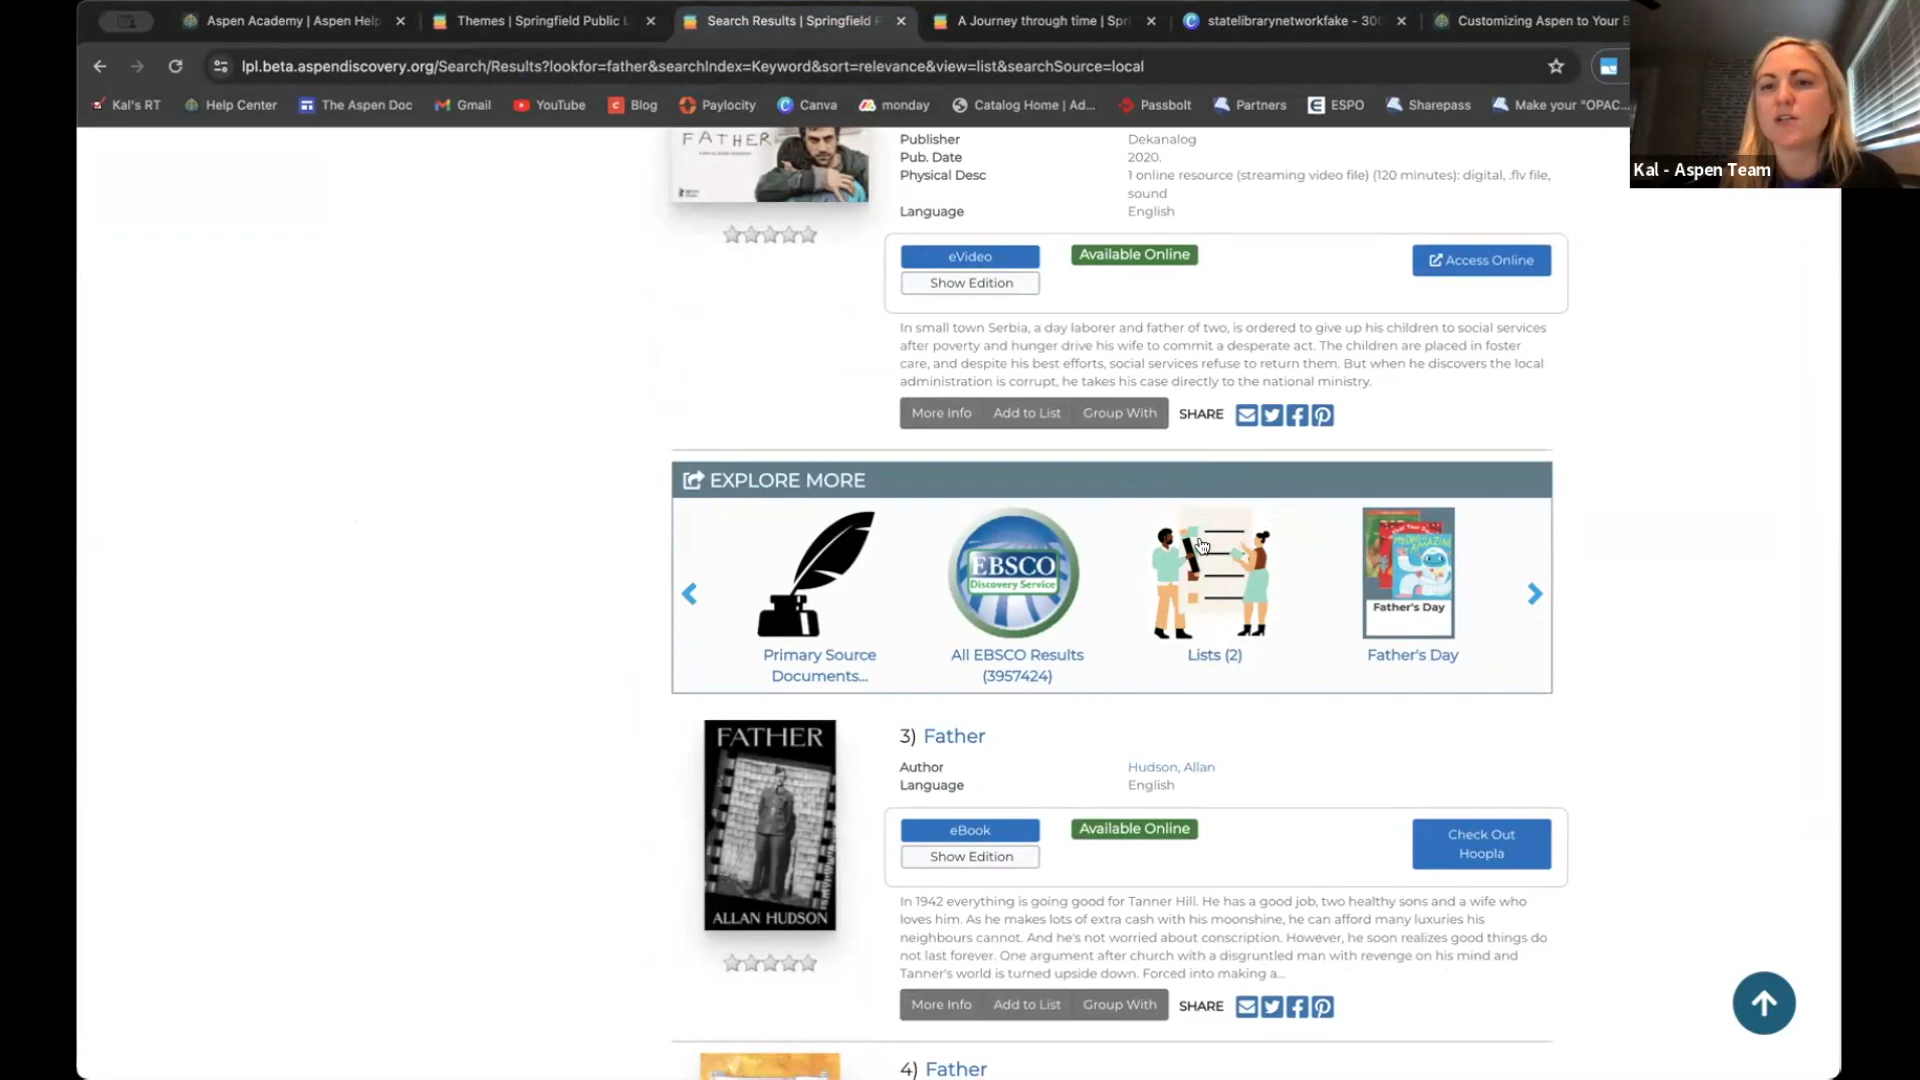 Aspen Academy | Aspen Help
Themes | Springfield Public L
Search Results | Springfield P
A Journey through time | Spr
statelibrarynetworkfake - 30
Customizing Aspen to Your B
lpl.beta.aspendiscovery.org/Search/Results?lookfor=father&searchIndex=Keyword&sort=relevance&view=list&searchSource=local
Kal's RT
Help Center
The Aspen Doc
Gmail
YouTube
Blog
Paylocity
Canva
monday
Catalog Home | Ad...
Passbolt
Partners
ESPO
Sharepass
Make your "OPAC...
Kal - Aspen Team
FATHER
Publisher Dekanalog
Pub. Date 2020.
Physical Desc 1 online resource (streaming video file) (120 minutes): digital, .flv file,
sound
Language English
eVideo Available Online Access Online
Show Edition
In small town Serbia, a day laborer and father of two, is ordered to give up his children to social services
after poverty and hunger drive his wife to commit a desperate act. The children are placed in foster
care, and despite his best efforts, social services refuse to return them. But when he discovers the local
administration is corrupt, he takes his case directly to the national ministry.
More Info Add to List Group With SHARE
EXPLORE MORE
EBSCO
Discovery Service
Father's Day
Primary Source
Documents...
All EBSCO Results
(3957424)
Lists (2)
Father's Day
FATHER
ALLAN HUDSON
3) Father
Author Hudson, Allan
Language English
eBook Available Online Check Out
Hoopla
Show Edition
In 1942 everything is going good for Tanner Hill. He has a good job, two healthy sons and a wife who
loves him. As he makes lots of extra cash with his moonshine, he can afford many luxuries his
neighbours cannot. And he's not worried about conscription. However, he soon realizes good things do
not last forever. One argument after church with a disgruntled man with revenge on his mind and
Tanner's world is turned upside down. Forced into making a...
More Info Add to List Group With SHARE
4) Father